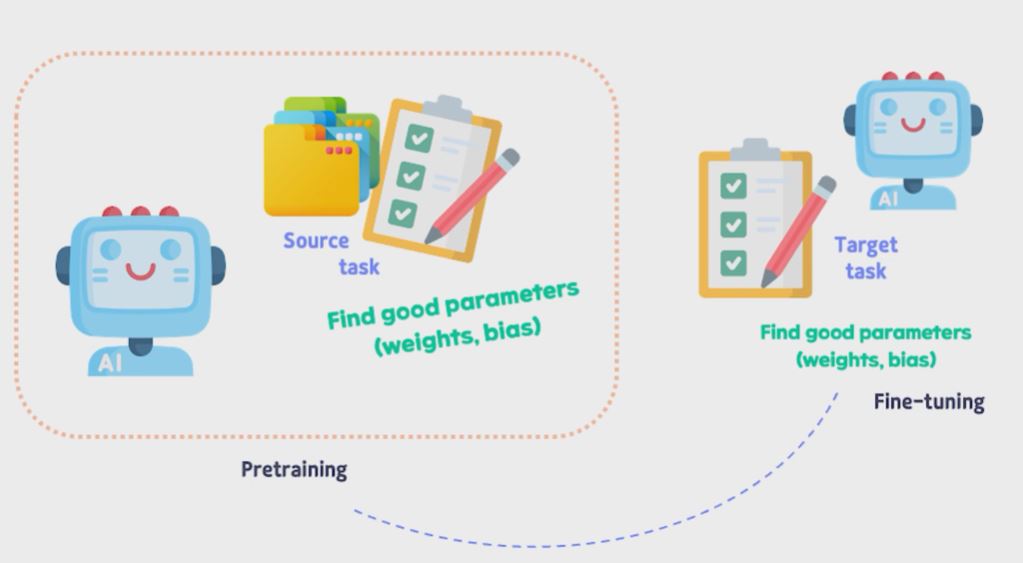 Source
task
Find good parameters
(weights, bias)
AI
Pretraining
AI
Target
task
Find good parameters
(weights, bias)
Fine-tuning